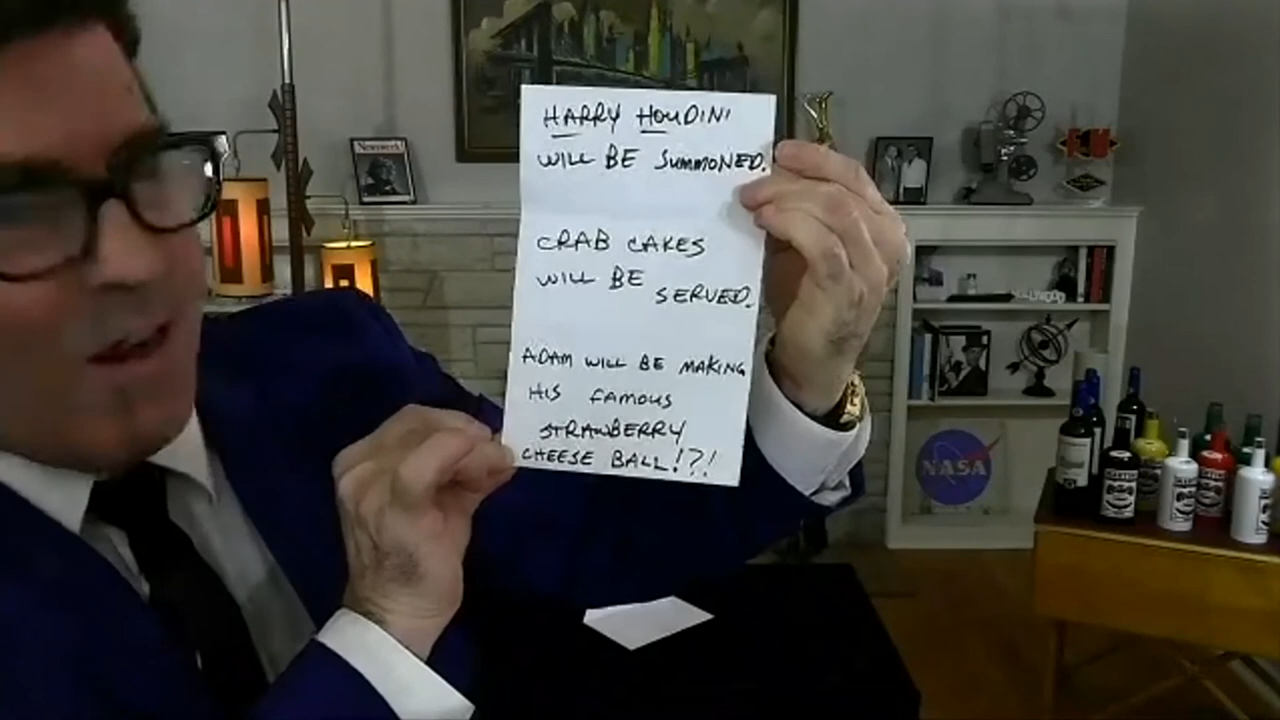 HARRY HOUDINI
WILL BE SUMMONED.
CRAB CAKES
WILL BE
SERVED.
ADAM WILL BE MAKING
HIS FAMOUS
STRAWBERRY
CHEESE BALL!?!
Newsweek
NASA